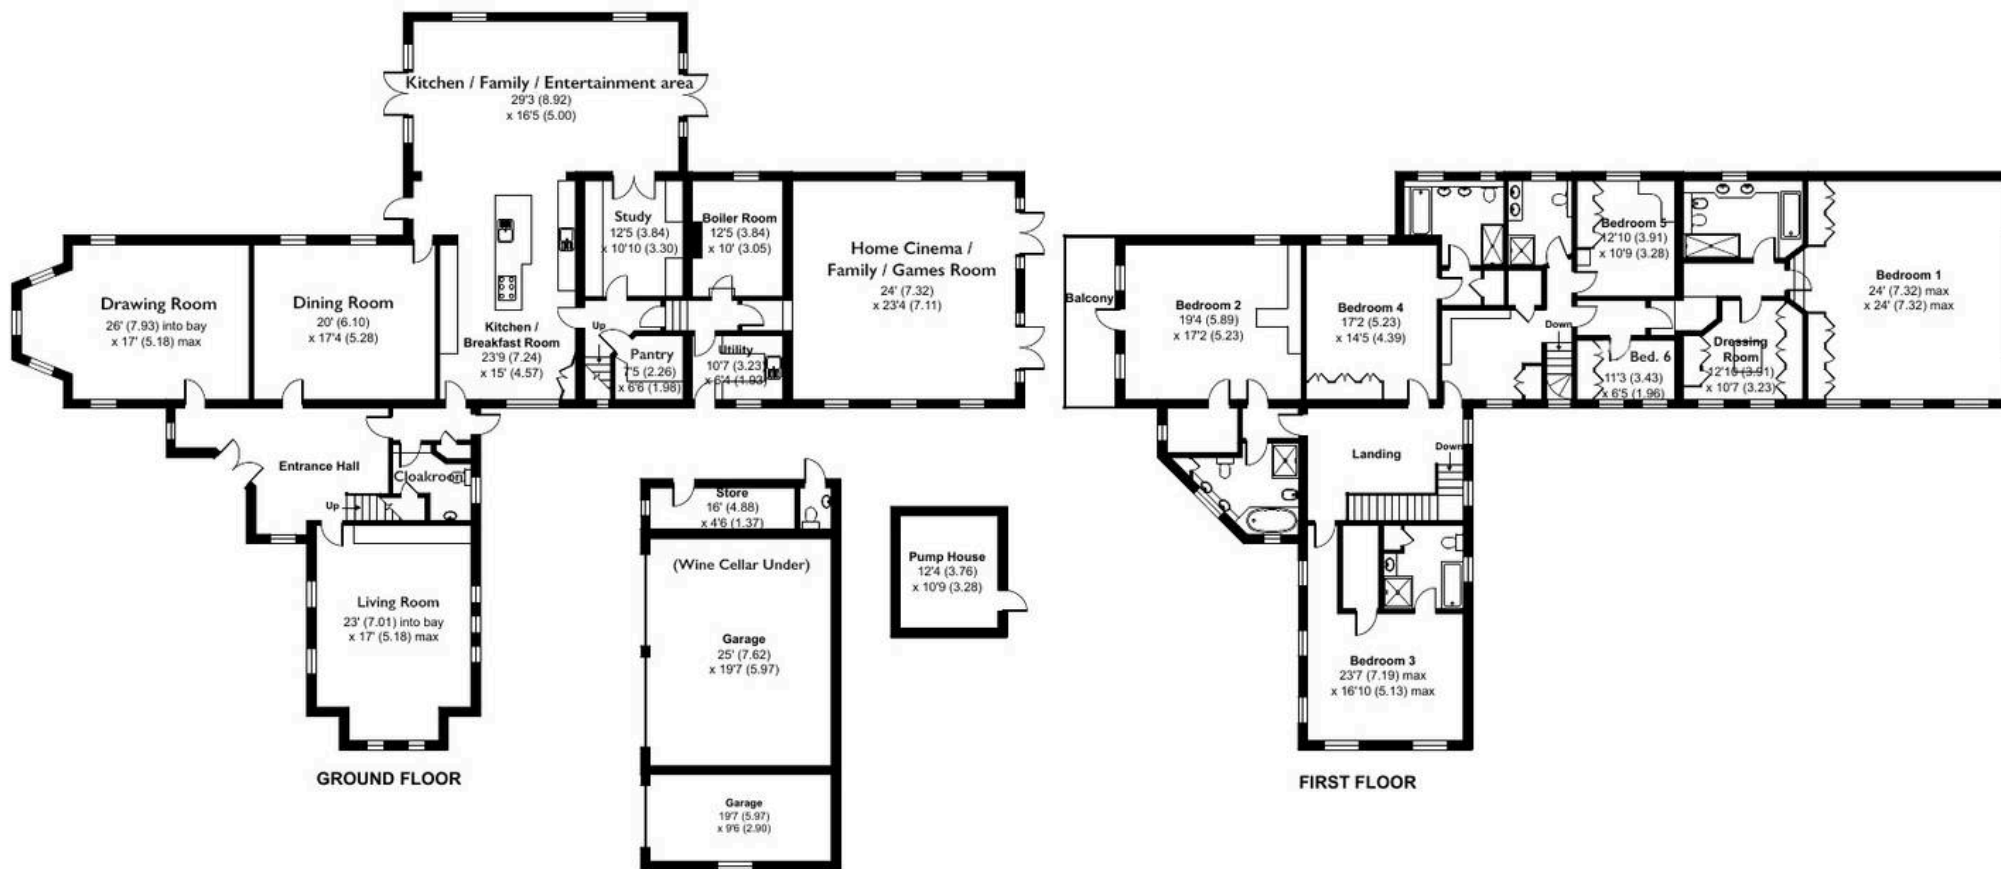 Kitchen / Family / Entertainment area
29'3 (8.92)
x 16'5 (5.00)
Study
12'5 (3.84)
x 10'10 (3.30)
Boiler Room
12'5 (3.84)
x 10' (3.05)
Home Cinema /
Family / Games Room
24' (7.32)
x 23'4 (7.11)
Drawing Room
26' (7.93) into bay
x 17' (5.18) max
Dining Room
20' (6.10)
x 17'4 (5.28)
Kitchen /
Breakfast Room
23'9 (7.24)
x 15' (4.57)
Up
Pantry
7'5 (2.26)
x 6'6 (1.98)
Utility
10'7 (3.23)
x 6'4 (1.93)
Entrance Hall
Cloakroom
Up
Living Room
23' (7.01) into bay
x 17' (5.18) max
GROUND FLOOR
Store
16' (4.88)
x 4'6 (1.37)
(Wine Cellar Under)
Garage
25' (7.62)
x 19'7 (5.97)
Garage
19'7 (5.97)
x 9'6 (2.90)
Pump House
12'4 (3.76)
x 10'9 (3.28)
Balcony
Bedroom 2
19'4 (5.89)
x 17'2 (5.23)
Bedroom 4
17'2 (5.23)
x 14'5 (4.39)
Bedroom 5
12'10 (3.91)
x 10'9 (3.28)
Bedroom 1
24' (7.32) max
x 24' (7.32) max
Down
Bed. 6
11'3 (3.43)
x 6'5 (1.96)
Dressing
Room
12'10 (3.91)
x 10'7 (3.23)
Landing
Down
Bedroom 3
23'7 (7.19) max
x 16'10 (5.13) max
FIRST FLOOR